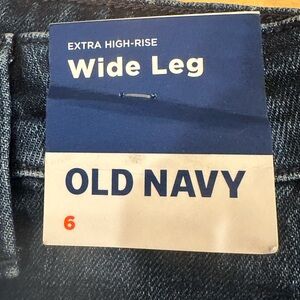 EXTRA HIGH-RISE
Wide Leg
OLD NAVY
6